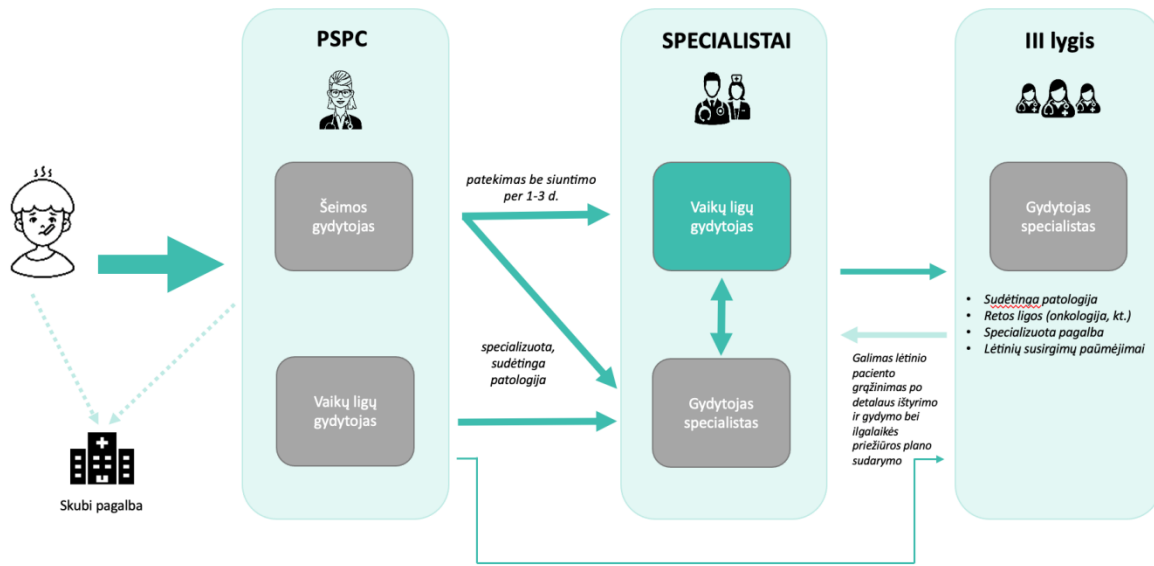 PSPC
Šeimos
gydytojas
Vaikų ligų
gydytojas
Skubi pagalba
patekimas be siuntimo
per 1-3 d.
specializuota,
sudėtinga
patologija
SPECIALISTAI
Vaikų ligų
gydytojas
Gydytojas
specialistas
Galimas lėtinio
paciento
grąžinimas po
detalaus ištyrimo
ir gydymo bei
ilgalaikės
priežiūros plano
sudarymo
III lygis
Gydytojas
specialistas
• Sudėtinga patologija
• Retos ligos (onkologija, kt.)
• Specializuota pagalba
• Lėtinių susirgimų paūmėjimai